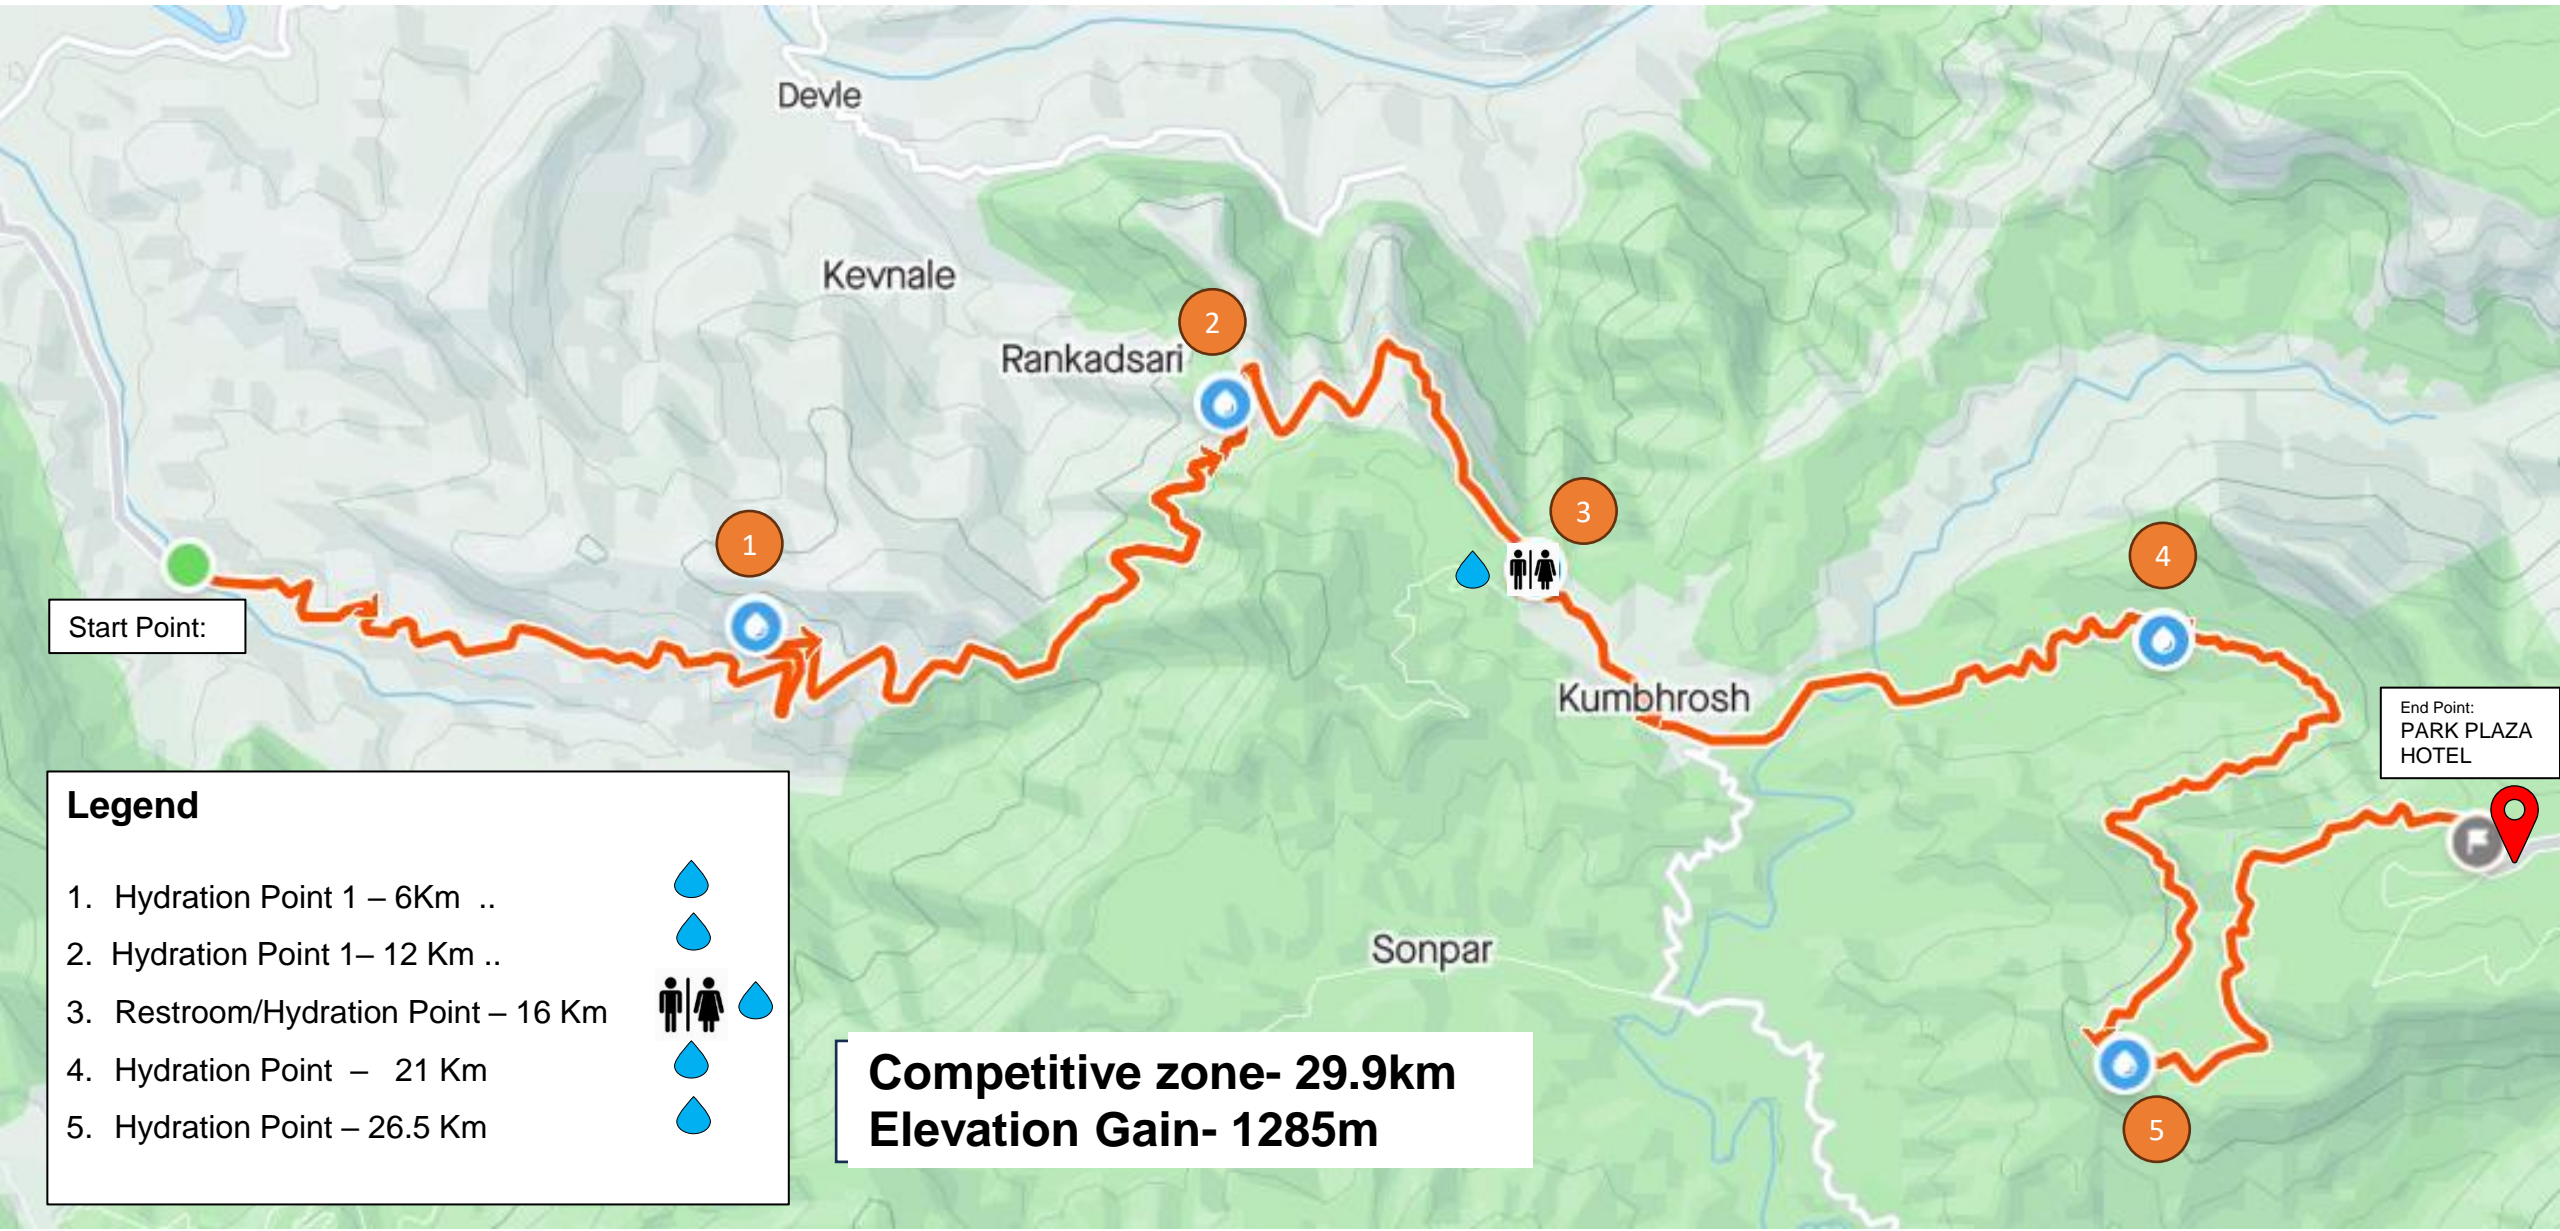 Devle
Kevnale
2
Rankadsari
3
1
4
Start Point:
Kumbhrosh
End Point:
PARK PLAZA
HOTEL
Legend
1. Hydration Point 1 – 6Km ..
2. Hydration Point 1– 12 Km ..
3. Restroom/Hydration Point – 16 Km
4. Hydration Point – 21 Km
5. Hydration Point – 26.5 Km
Sonpar
Competitive zone- 29.9km
Elevation Gain- 1285m
5